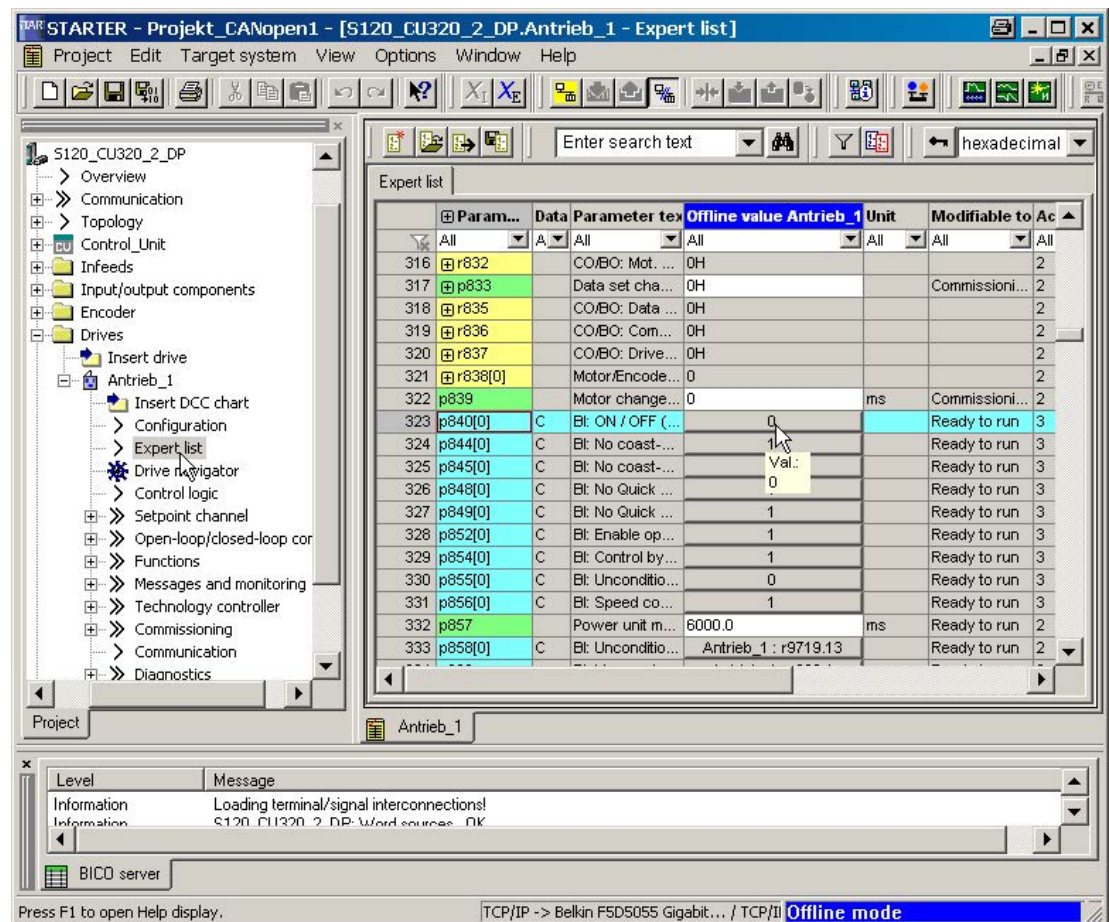 STARTER - Projekt_CANopen1 - [S120_CU320_2_DP.Antrieb_1 - Expert list]
Project Edit Target system View Options Window Help
Enter search text hexadecimal
S120_CU320_2_DP
Overview
Communication
Topology
Control_Unit
Infeeds
Input/output components
Encoder
Drives
Insert drive
Antrieb_1
Insert DCC chart
Configuration
Expert list
Drive navigator
Control logic
Setpoint channel
Open-loop/closed-loop cor
Functions
Messages and monitoring
Technology controller
Commissioning
Communication
Diagnostics
Project
Expert list
Param... Data Parameter tex Offline value Antrieb_1 Unit Modifiable to Ac
All A All All All All All
316 r832 CO/BO: Mot. ... 0H 2
317 p833 Data set cha... 0H Commissioni... 2
318 r835 CO/BO: Data ... 0H 2
319 r836 CO/BO: Com... 0H 2
320 r837 CO/BO: Drive... 0H 2
321 r838[0] Motor/Encode... 0 2
322 p839 Motor change... 0 ms Commissioni... 2
323 p840[0] C BI: ON / OFF (... 0 Ready to run 3
324 p844[0] C BI: No coast-... 1 Ready to run 3
325 p845[0] C BI: No coast-... Ready to run 3
Val.:
0
326 p848[0] C BI: No Quick ... Ready to run 3
327 p849[0] C BI: No Quick ... 1 Ready to run 3
328 p852[0] C BI: Enable op... 1 Ready to run 3
329 p854[0] C BI: Control by... 1 Ready to run 3
330 p855[0] C BI: Unconditio... 0 Ready to run 3
331 p856[0] C BI: Speed co... 1 Ready to run 3
332 p857 Power unit m... 6000.0 ms Ready to run 2
333 p858[0] C BI: Unconditio... Antrieb_1 : r9719.13 Ready to run 2
Antrieb_1
Level Message
Information Loading terminal/signal interconnections!
Information S120_CU320_2_DP: Word sources OK
BICO server
Press F1 to open Help display. TCP/IP -> Belkin F5D5055 Gigabit... / TCP/I Offline mode